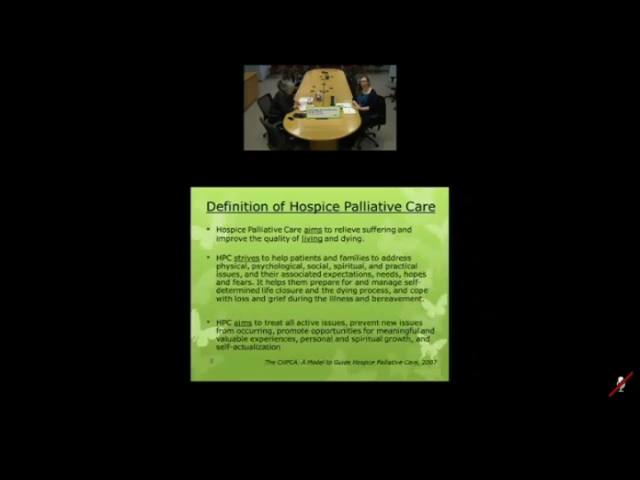 Definition of Hospice Palliative Care
• Hospice Palliative Care aims to relieve suffering and
improve the quality of living and dying.
• HPC strives to help patients and families to address
physical, psychological, social, spiritual, and practical
issues, and their associated expectations, needs, hopes
and fears. It helps them prepare for and manage self-
determined life closure and the dying process, and cope
with loss and grief during the illness and bereavement.
• HPC aims to treat all active issues, prevent new issues
from occurring, promote opportunities for meaningful and
valuable experiences, personal and spiritual growth, and
self-actualization
The CHPCA: A Model to Guide Hospice Palliative Care, 2007